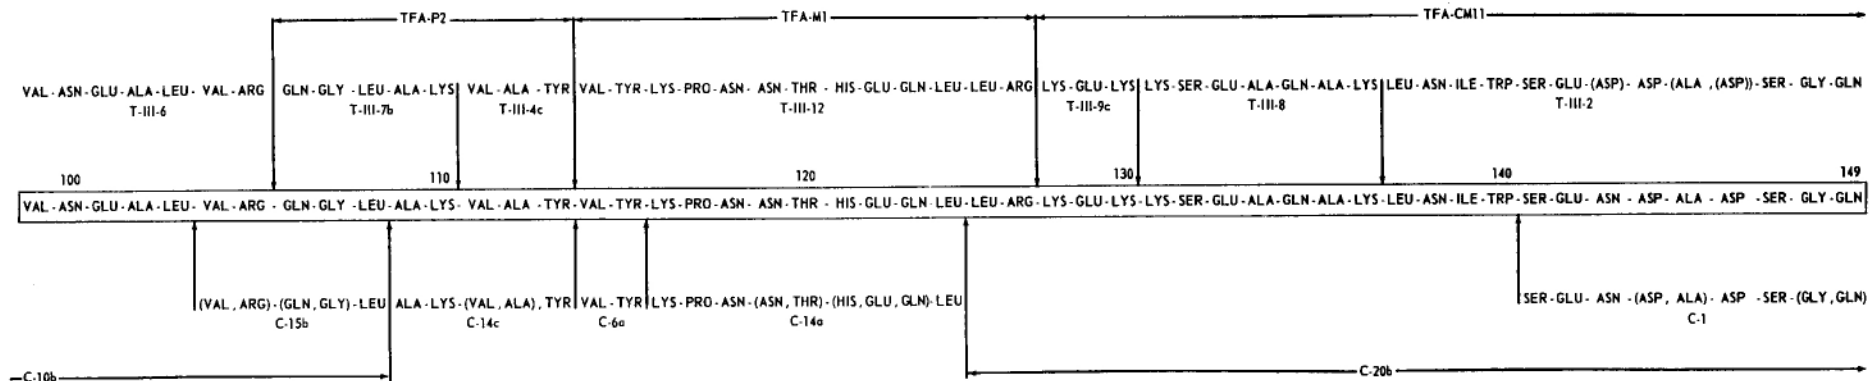 TFA-P2 TFA-M1 TFA-CM11
VAL-ASN-GLU-ALA-LEU-VAL-ARG GLN-GLY-LEU-ALA-LYS VAL-ALA-TYR VAL-TYR-LYS-PRO-ASN-ASN-THR-HIS-GLU-GLN-LEU-LEU-ARG LYS-GLU-LYS LYS-SER-GLU-ALA-GLN-ALA-LYS LEU-ASN-ILE-TRP-SER-GLU-(ASP)-ASP-(ALA,(ASP))-SER-GLY-GLN
T-III-6 T-III-7b T-III-4c T-III-12 T-III-9c T-III-8 T-III-2
100 110 120 130 140 149
VAL-ASN-GLU-ALA-LEU-VAL-ARG-GLN-GLY-LEU-ALA-LYS-VAL-ALA-TYR-VAL-TYR-LYS-PRO-ASN-ASN-THR-HIS-GLU-GLN-LEU-LEU-ARG-LYS-GLU-LYS-LYS-SER-GLU-ALA-GLN-ALA-LYS-LEU-ASN-ILE-TRP-SER-GLU-ASN-ASP-ALA-ASP-SER-GLY-GLN
(VAL,ARG)-(GLN,GLY)-LEU ALA-LYS-(VAL,ALA),TYR VAL-TYR LYS-PRO-ASN-(ASN,THR)-(HIS,GLU,GLN)-LEU SER-GLU-ASN-(ASP,ALA)-ASP-SER-(GLY,GLN)
C-15b C-14c C-6a C-14a C-1
C-10b C-20b